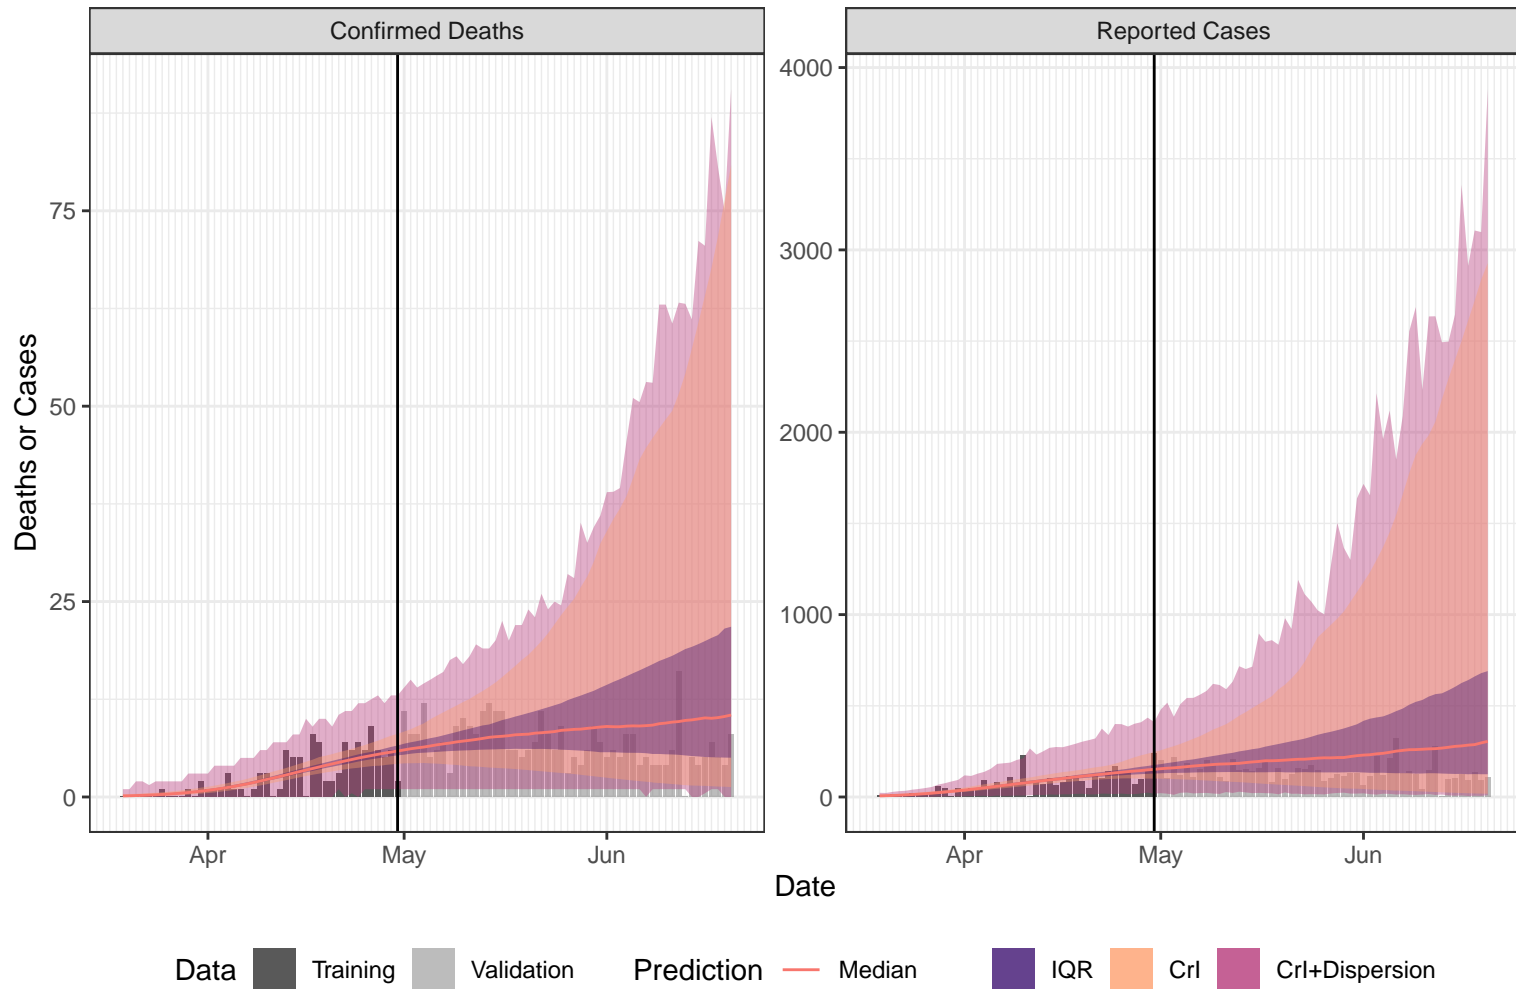 Confirmed Deaths
Reported Cases
Deaths or Cases
75
50
25
0
4000
3000
2000
1000
0
Apr
May
Jun
Apr
May
Jun
Date
Data Training Validation Prediction Median IQR CrI CrI+Dispersion